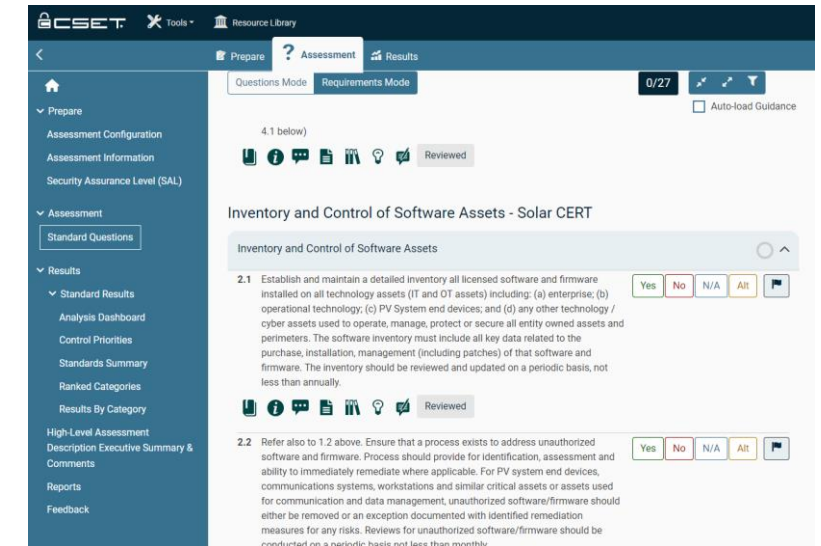 CSET Tools Resource Library
Prepare ? Assessment Results
Questions Mode Requirements Mode 0/27
Auto-load Guidance
Prepare
Assessment Configuration
Assessment Information
Security Assurance Level (SAL)
Assessment
Standard Questions
Results
Standard Results
Analysis Dashboard
Control Priorities
Standards Summary
Ranked Categories
Results By Category
High-Level Assessment
Description Executive Summary &
Comments
Reports
Feedback
4.1 below)
Reviewed
Inventory and Control of Software Assets - Solar CERT
Inventory and Control of Software Assets
2.1 Establish and maintain a detailed inventory all licensed software and firmware
installed on all technology assets (IT and OT assets) including: (a) enterprise; (b)
operational technology; (c) PV System end devices; and (d) any other technology /
cyber assets used to operate, manage, protect or secure all entity owned assets and
perimeters. The software inventory must include all key data related to the
purchase, installation, management (including patches) of that software and
firmware. The inventory should be reviewed and updated on a periodic basis, not
less than annually.
Yes No N/A Alt
Reviewed
2.2 Refer also to 1.2 above. Ensure that a process exists to address unauthorized
software and firmware. Process should provide for identification, assessment and
ability to immediately remediate where applicable. For PV system end devices,
communications systems, workstations and similar critical assets or assets used
for communication and data management, unauthorized software/firmware should
either be removed or an exception documented with identified remediation
measures for any risks. Reviews for unauthorized software/firmware should be
conducted on a periodic basis not less than monthly.
Yes No N/A Alt